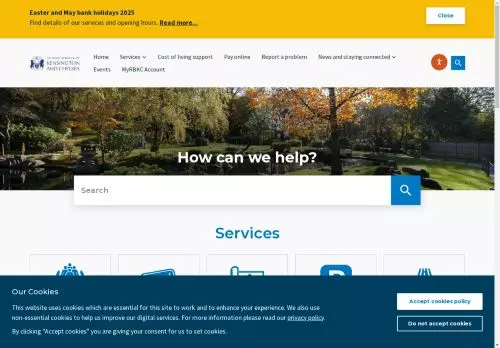 Easter and May bank holidays 2025
Find details of our services and opening hours. Read more...
Close
THE ROYAL BOROUGH OF
KENSINGTON
AND CHELSEA
Home
Services
Cost of living support
Pay online
Report a problem
News and staying connected
Events
MyRBKC Account
How can we help?
Search
Services
Our Cookies
This website uses cookies which are essential for this site to work and to enhance your experience. We also use
non-essential cookies to help us improve our digital services. For more information please read our privacy policy.
By clicking "Accept cookies" you are giving your consent for us to set cookies.
Accept cookies policy
Do not accept cookies